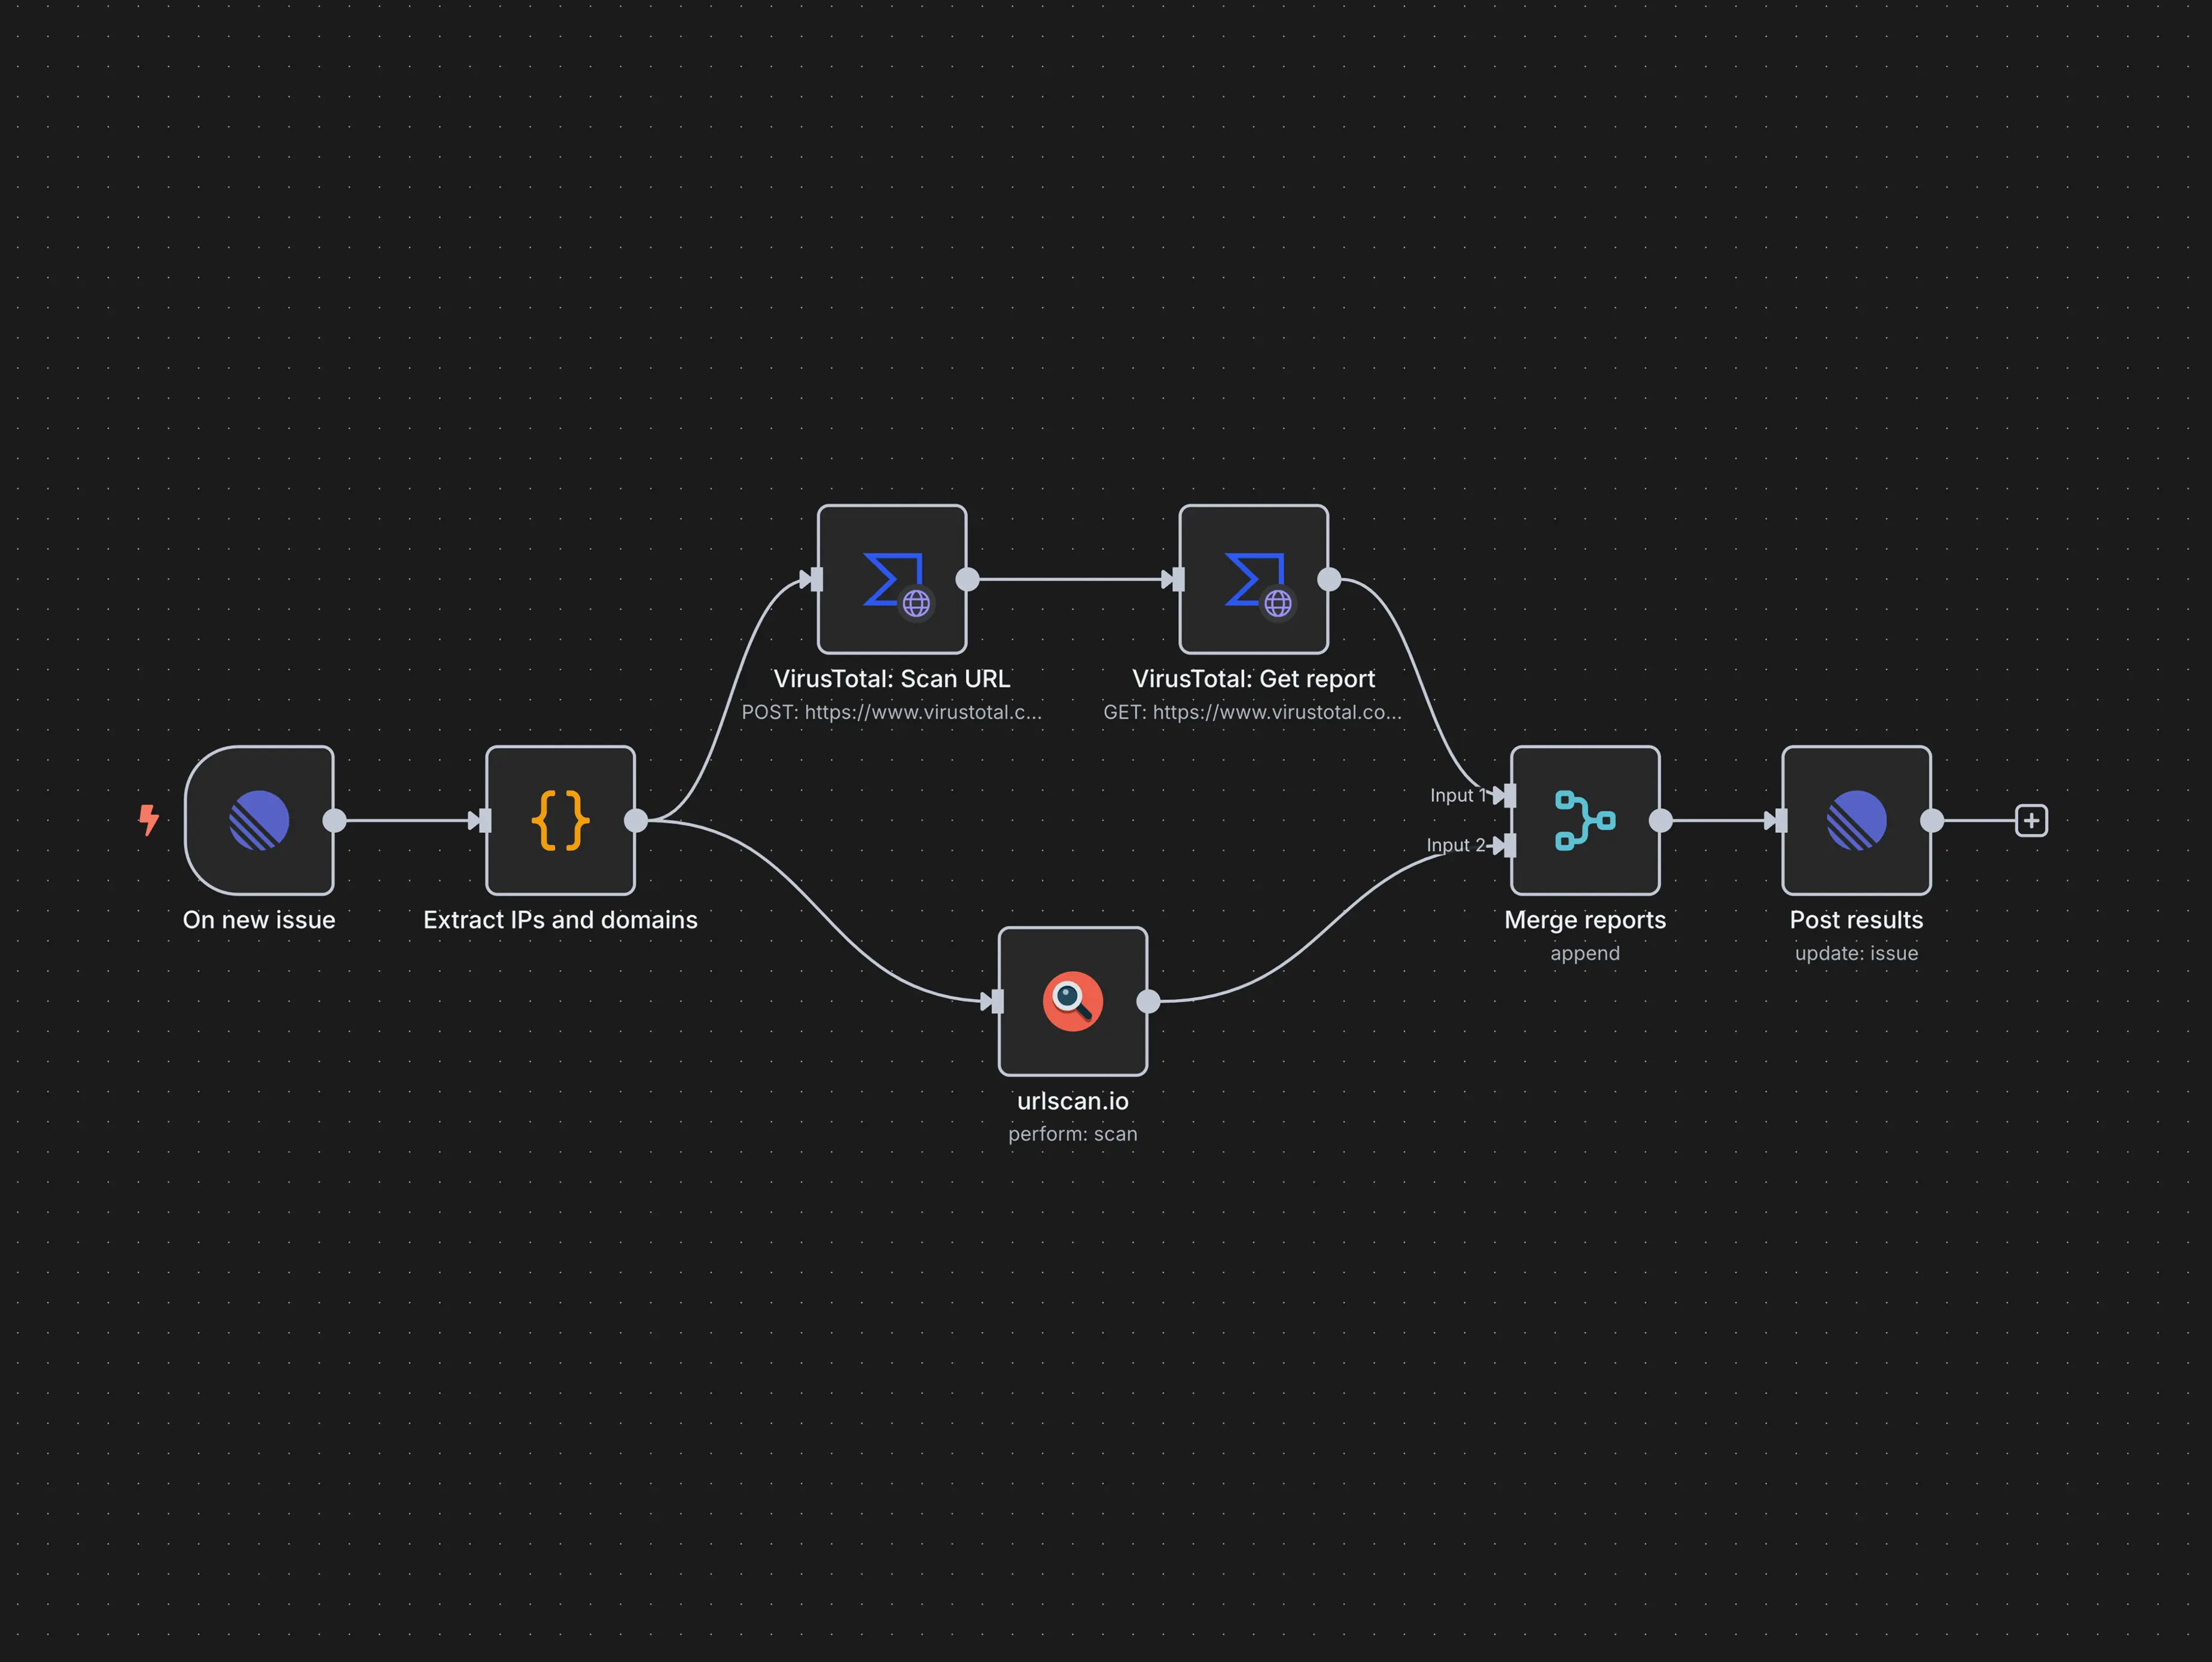 VirusTotal: Scan URL
POST: https://www.virustotal.c...
VirusTotal: Get report
GET: https://www.virustotal.co...
On new issue
Extract IPs and domains
Input 1
Input 2
Merge reports
append
Post results
update: issue
urlscan.io
perform: scan